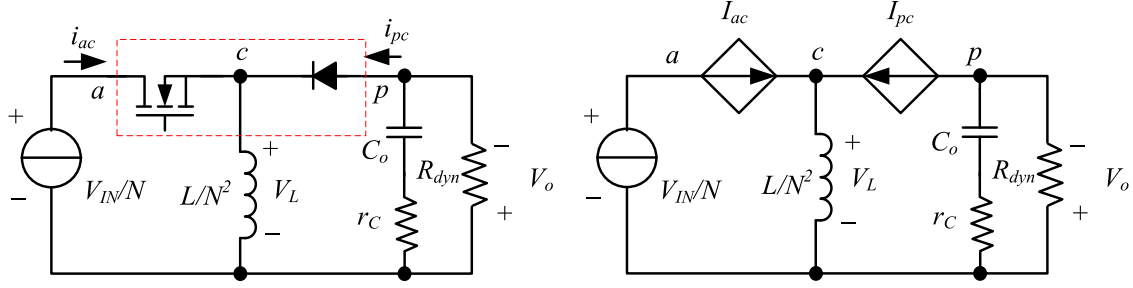 i_ac
a
c
i_pc
p
+
−
V_IN/N
L/N²
+
V_L
−
C_o
r_C
R_dyn
−
V_o
+
I_ac
I_pc
a
c
p
+
−
V_IN/N
L/N²
+
V_L
−
C_o
r_C
R_dyn
−
V_o
+